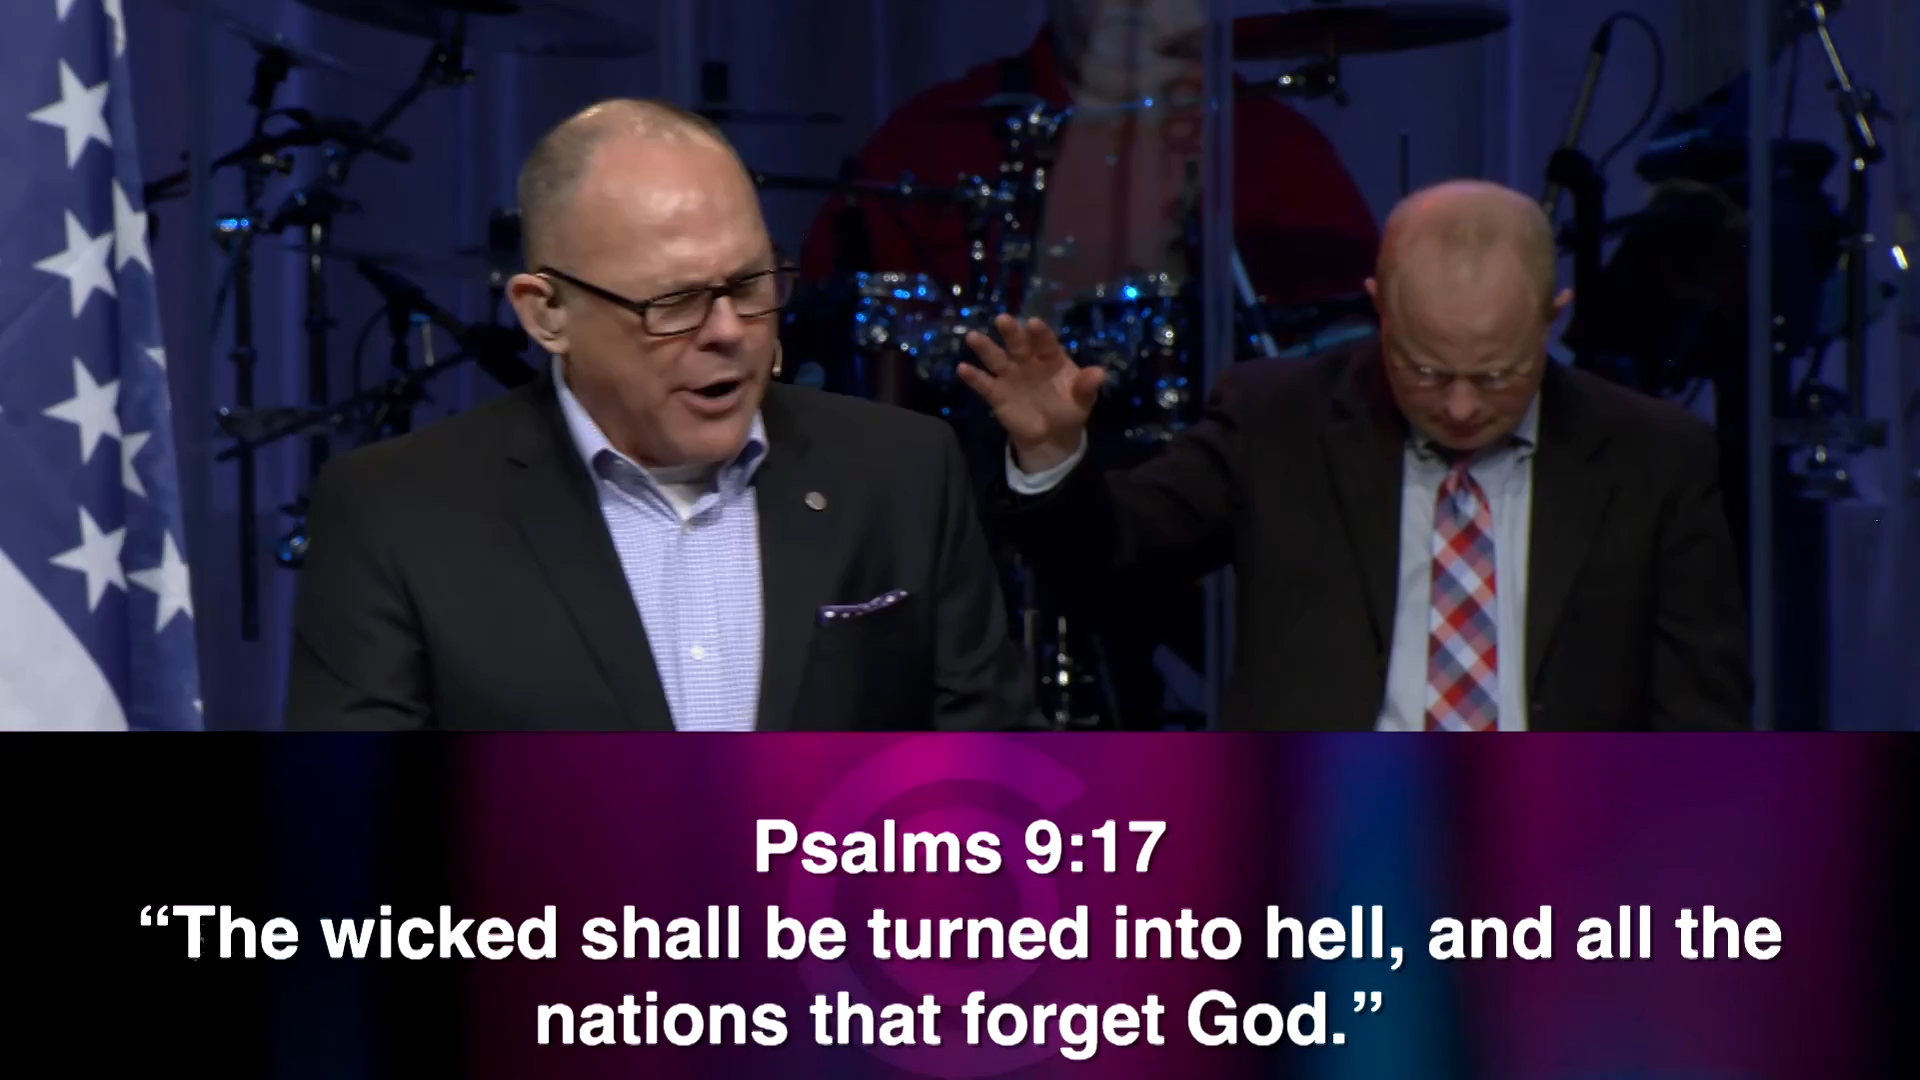 Psalms 9:17
“The wicked shall be turned into hell, and all the
nations that forget God.”